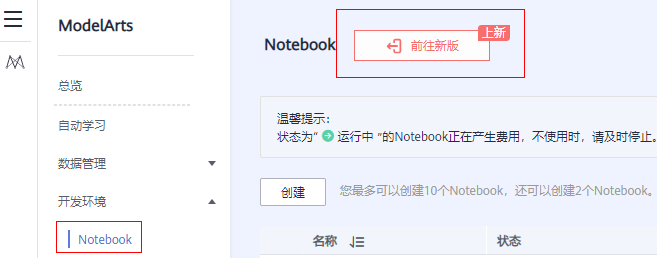 ModelArts
总览
自动学习
数据管理
开发环境
Notebook
Notebook
前往新版
上新
温馨提示：
状态为“ 运行中 ”的Notebook正在产生费用，不使用时，请及时停止。
创建
您最多可以创建10个Notebook，还可以创建2个Notebook。
名称
状态